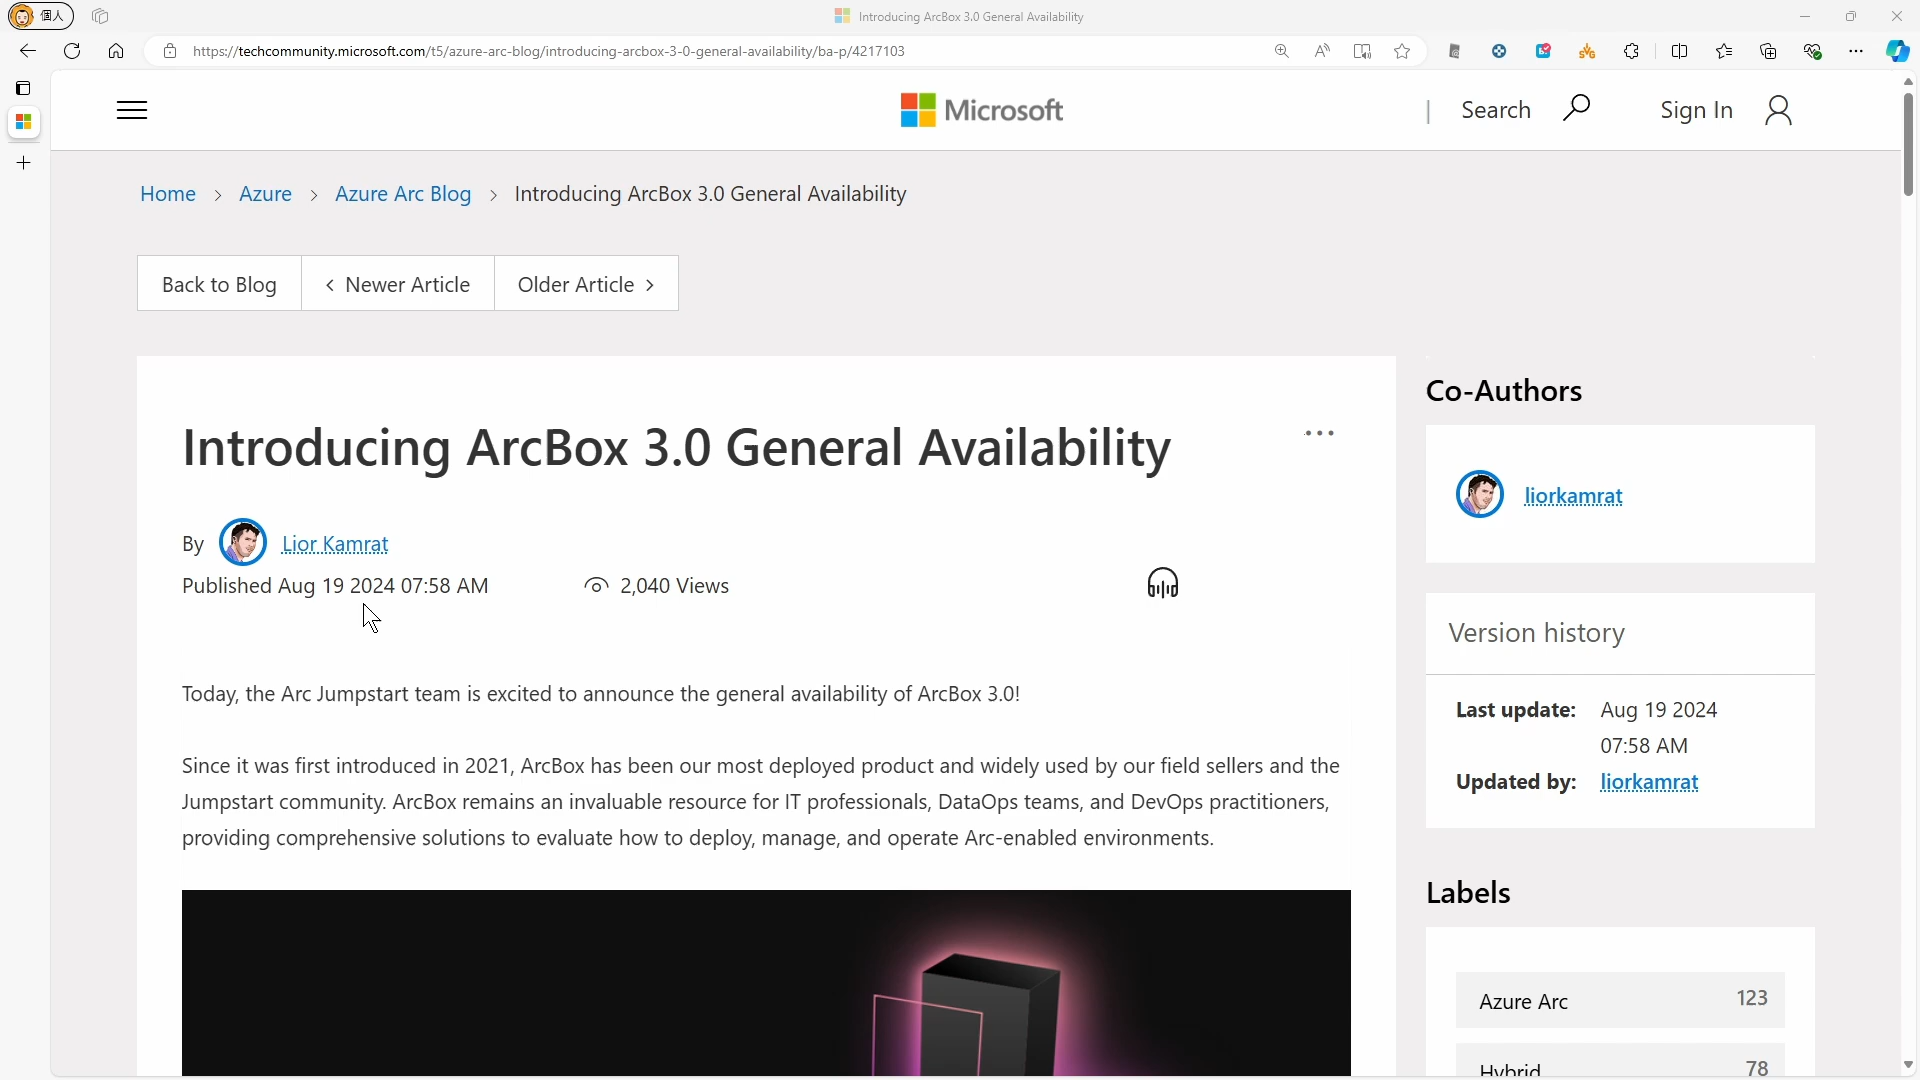 個人
Introducing ArcBox 3.0 General Availability
https://techcommunity.microsoft.com/t5/azure-arc-blog/introducing-arcbox-3-0-general-availability/ba-p/4217103
Microsoft
| Search
Sign In
Home > Azure > Azure Arc Blog > Introducing ArcBox 3.0 General Availability
Back to Blog
< Newer Article
Older Article >
Introducing ArcBox 3.0 General Availability
By Lior Kamrat
Published Aug 19 2024 07:58 AM
2,040 Views
Today, the Arc Jumpstart team is excited to announce the general availability of ArcBox 3.0!
Since it was first introduced in 2021, ArcBox has been our most deployed product and widely used by our field sellers and the
Jumpstart community. ArcBox remains an invaluable resource for IT professionals, DataOps teams, and DevOps practitioners,
providing comprehensive solutions to evaluate how to deploy, manage, and operate Arc-enabled environments.
Co-Authors
liorkamrat
Version history
Last update: Aug 19 2024
07:58 AM
Updated by: liorkamrat
Labels
Azure Arc 123
Hybrid 78